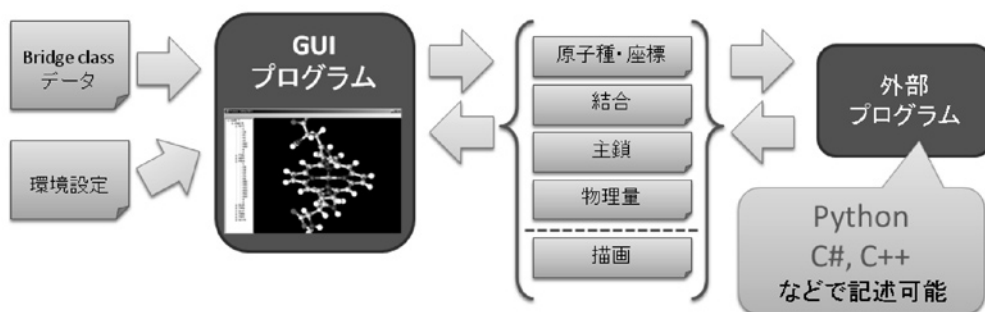 Bridge class
データ
環境設定
GUI
プログラム
原子種・座標
結合
主鎖
物理量
描画
外部
プログラム
Python
C#, C++
などで記述可能